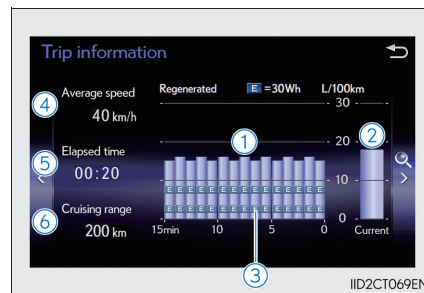 Trip information
Average speed
Regenerated E =30Wh L/100km
30
4
40 km/h
1
2
20
Elapsed time
5
00:20
E E E E E E E E E E E E E E E
10
Cruising range
6
E E E E E E E E E E E E E E E
200 km
0
15min 10 5 0 Current
3
IID2CT069EN